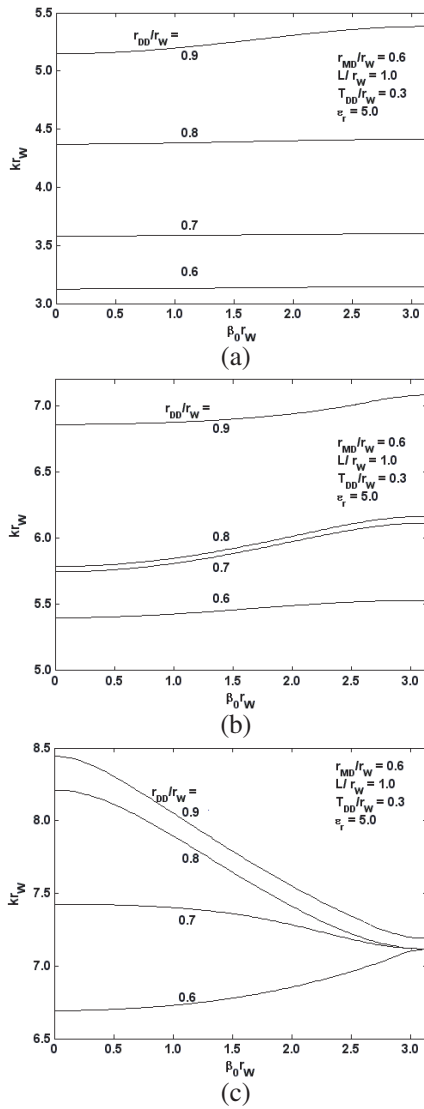 5.5
r_DD/r_W =
5.0
0.9
r_MD/r_W = 0.6
L/r_W = 1.0
T_DD/r_W = 0.3
ε_r = 5.0
4.5
0.8
kr_W
4.0
0.7
3.5
0.6
3.0
0 0.5 1.0 1.5 2.0 2.5 3.0
β_0 r_W
(a)
7.0
r_DD/r_W =
0.9
r_MD/r_W = 0.6
L/ r_W = 1.0
T_DD/r_W = 0.3
ε_r = 5.0
6.5
kr_W
6.0
0.8
0.7
5.5
0.6
5.0
0 0.5 1.0 1.5 2.0 2.5 3.0
β_0 r_W
(b)
8.5
r_DD/r_W =
0.9
r_MD/r_W = 0.6
L/ r_W = 1.0
T_DD/r_W = 0.3
ε_r = 5.0
8.0
0.8
kr_W
7.5
0.7
7.0
0.6
6.5
0 0.5 1.0 1.5 2.0 2.5 3.0
β_0 r_W
(c)